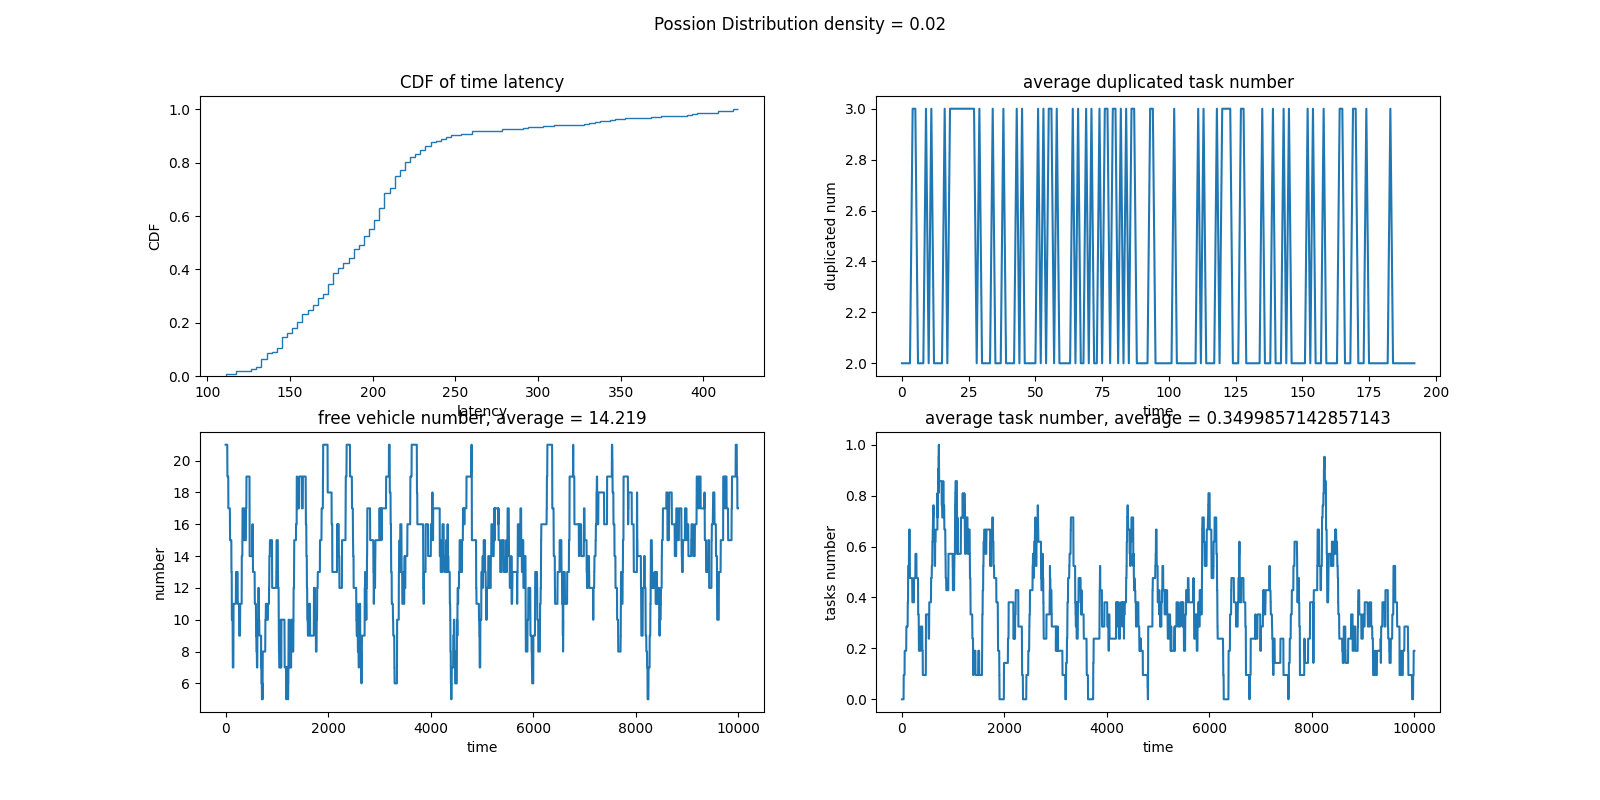 Possion Distribution density = 0.02
CDF of time latency
CDF
1.0
0.8
0.6
0.4
0.2
0.0
100 150 200 250 300 350 400
latency
average duplicated task number
duplicated num
3.0
2.8
2.6
2.4
2.2
2.0
0 25 50 75 100 125 150 175 200
time
free vehicle number, average = 14.219
number
20
18
16
14
12
10
8
6
0 2000 4000 6000 8000 10000
time
average task number, average = 0.3499857142857143
tasks number
1.0
0.8
0.6
0.4
0.2
0.0
0 2000 4000 6000 8000 10000
time